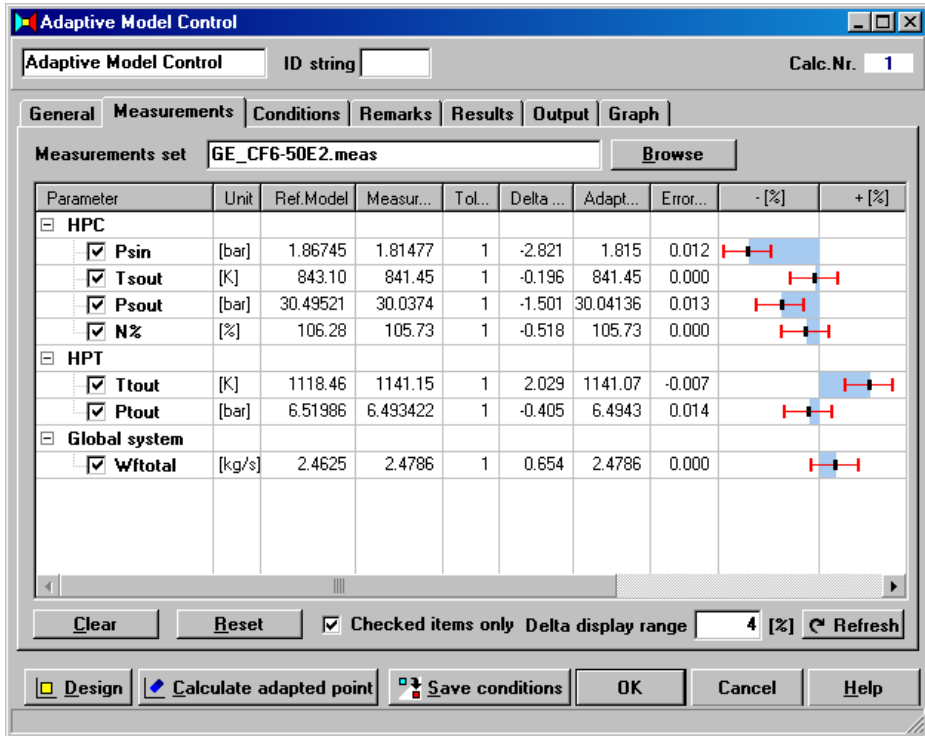 Adaptive Model Control
Adaptive Model Control ID string Calc.Nr. 1
General Measurements Conditions Remarks Results Output Graph
Measurements set GE_CF6-50E2.meas Browse
Parameter Unit Ref.Model Measur... Tol... Delta ... Adapt... Error... - [%] + [%]
HPC
Psin [bar] 1.86745 1.81477 1 -2.821 1.815 0.012
Tsout [K] 843.10 841.45 1 -0.196 841.45 0.000
Psout [bar] 30.49521 30.0374 1 -1.501 30.04136 0.013
N% [%] 106.28 105.73 1 -0.518 105.73 0.000
HPT
Ttout [K] 1118.46 1141.15 1 2.029 1141.07 -0.007
Ptout [bar] 6.51986 6.493422 1 -0.405 6.4943 0.014
Global system
Wftotal [kg/s] 2.4625 2.4786 1 0.654 2.4786 0.000
Clear Reset Checked items only Delta display range 4 [%] Refresh
Design Calculate adapted point Save conditions OK Cancel Help